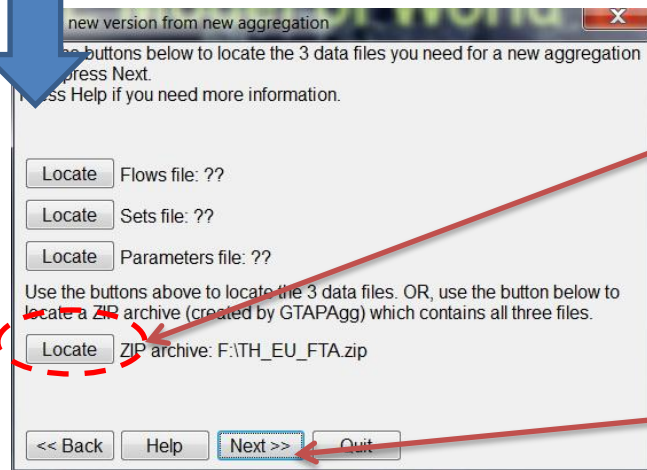 new version from new aggregation
buttons below to locate the 3 data files you need for a new aggregation
press Next.
Press Help if you need more information.
Locate Flows file: ??
Locate Sets file: ??
Locate Parameters file: ??
Use the buttons above to locate the 3 data files. OR, use the button below to
locate a ZIP archive (created by GTAPAgg) which contains all three files.
Locate ZIP archive: F:\TH_EU_FTA.zip
<< Back Help Next >> Quit